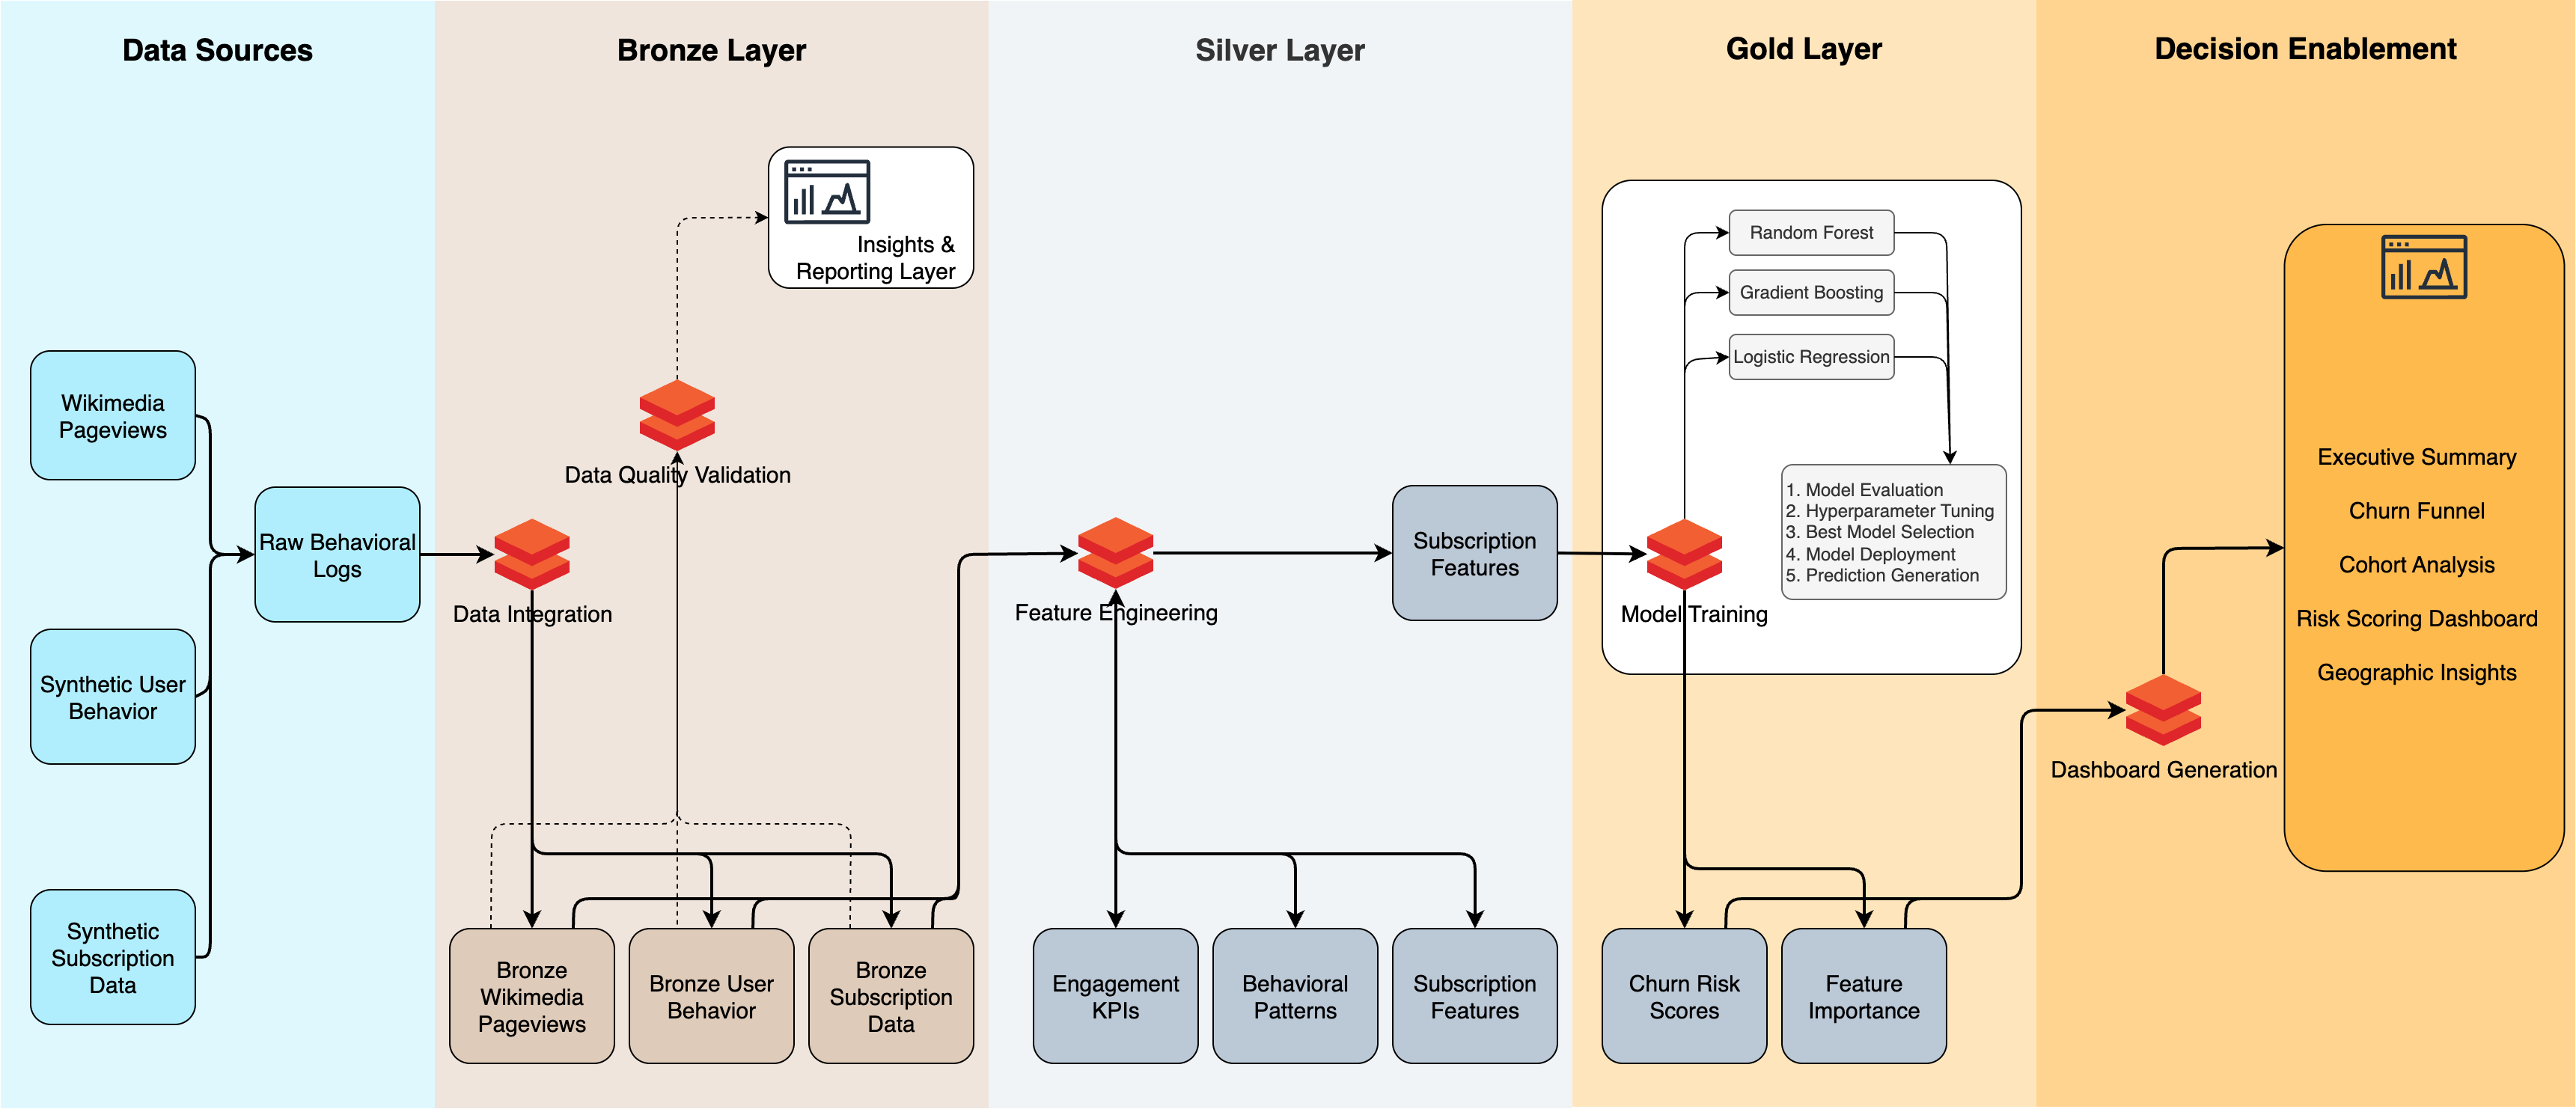 Data Sources
Bronze Layer
Silver Layer
Gold Layer
Decision Enablement
Wikimedia
Pageviews
Synthetic User
Behavior
Synthetic
Subscription
Data
Raw Behavioral
Logs
Data Integration
Data Quality Validation
Insights &
Reporting Layer
Bronze
Wikimedia
Pageviews
Bronze User
Behavior
Bronze
Subscription
Data
Feature Engineering
Subscription
Features
Engagement
KPIs
Behavioral
Patterns
Subscription
Features
Random Forest
Gradient Boosting
Logistic Regression
1. Model Evaluation
2. Hyperparameter Tuning
3. Best Model Selection
4. Model Deployment
5. Prediction Generation
Model Training
Churn Risk
Scores
Feature
Importance
Dashboard Generation
Executive Summary
Churn Funnel
Cohort Analysis
Risk Scoring Dashboard
Geographic Insights